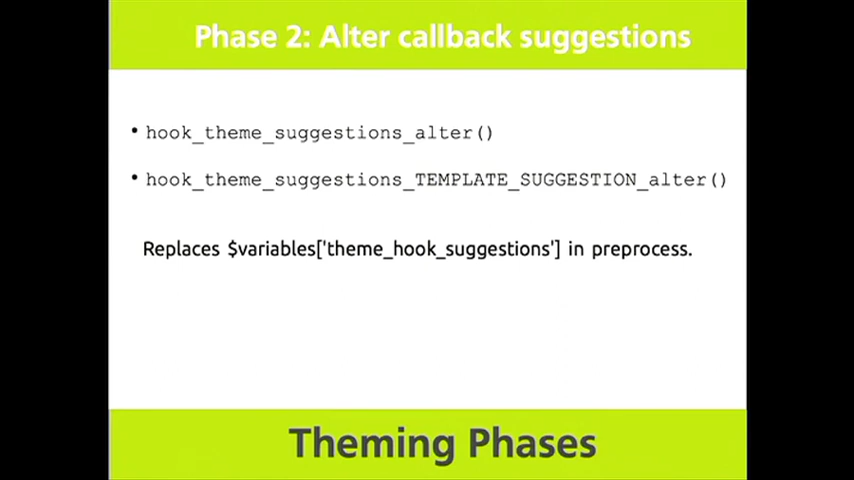 Phase 2: Alter callback suggestions
• hook_theme_suggestions_alter()
• hook_theme_suggestions_TEMPLATE_SUGGESTION_alter()
Replaces $variables['theme_hook_suggestions'] in preprocess.
Theming Phases